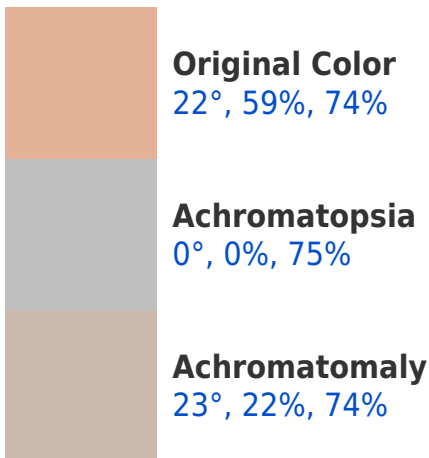 Original Color
22°, 59%, 74%
Achromatopsia
0°, 0%, 75%
Achromatomaly
23°, 22%, 74%